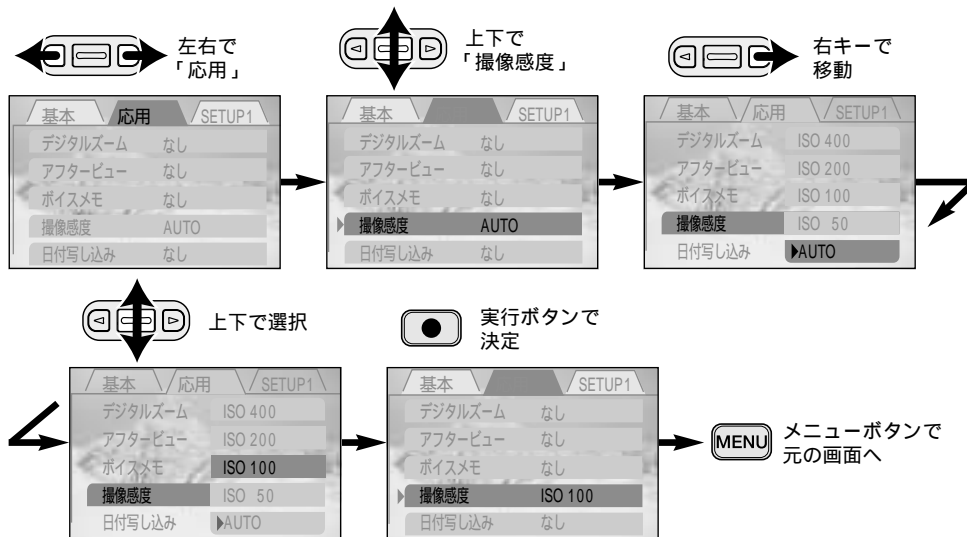 左右で
「応用」
基本 応用 SETUP1
デジタルズーム なし
アフタービュー なし
ボイスメモ なし
撮像感度 AUTO
日付写し込み なし
上下で
「撮像感度」
基本 SETUP1
デジタルズーム なし
アフタービュー なし
ボイスメモ なし
撮像感度 AUTO
日付写し込み なし
右キーで
移動
基本 応用 SETUP1
デジタルズーム ISO 400
アフタービュー ISO 200
ボイスメモ ISO 100
撮像感度 ISO 50
日付写し込み AUTO
上下で選択
基本 応用 SETUP1
デジタルズーム ISO 400
アフタービュー ISO 200
ボイスメモ ISO 100
撮像感度 ISO 50
日付写し込み AUTO
実行ボタンで
決定
基本 SETUP1
デジタルズーム なし
アフタービュー なし
ボイスメモ なし
撮像感度 ISO 100
日付写し込み なし
MENU
メニューボタンで
元の画面へ